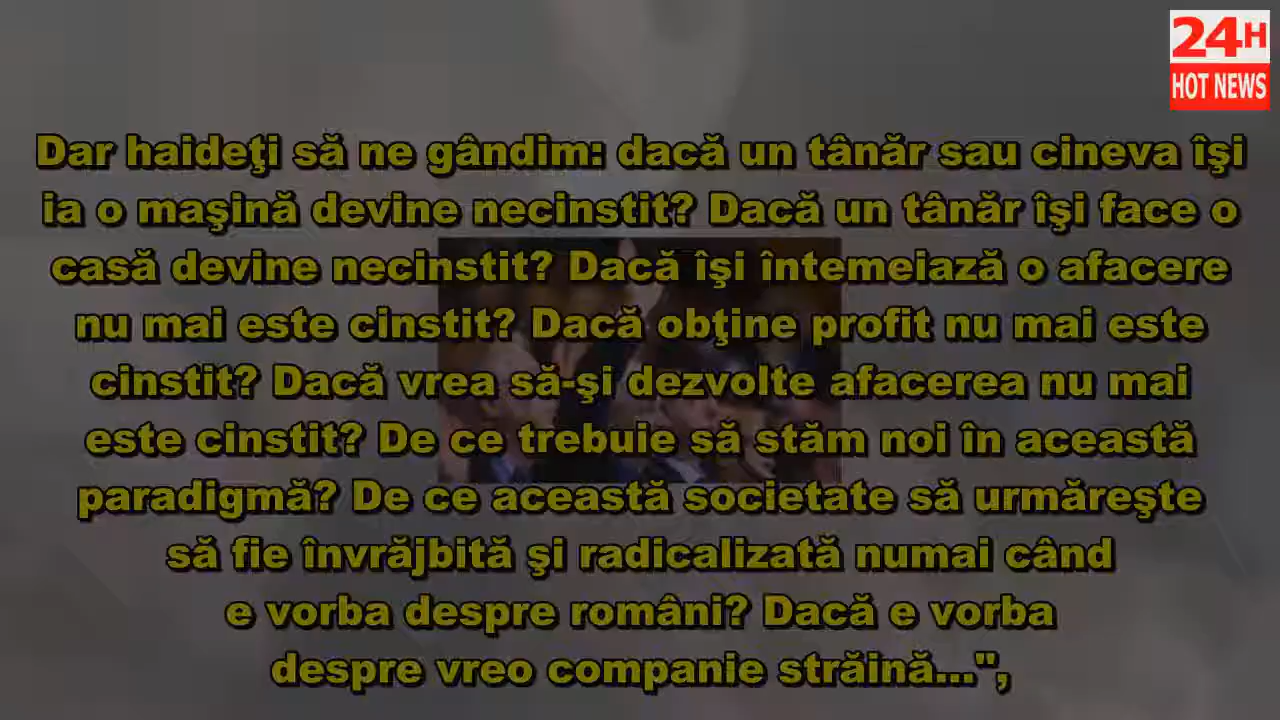 24H
HOT NEWS
Dar haideţi să ne gândim: dacă un tânăr sau cineva îşi
ia o maşină devine necinstit? Dacă un tânăr îşi face o
casă devine necinstit? Dacă îşi întemeiază o afacere
nu mai este cinstit? Dacă obţine profit nu mai este
cinstit? Dacă vrea să-şi dezvolte afacerea nu mai
este cinstit? De ce trebuie să stăm noi în această
paradigmă? De ce această societate să urmăreşte
să fie învrăjbită şi radicalizată numai când
e vorba despre români? Dacă e vorba
despre vreo companie străină...",